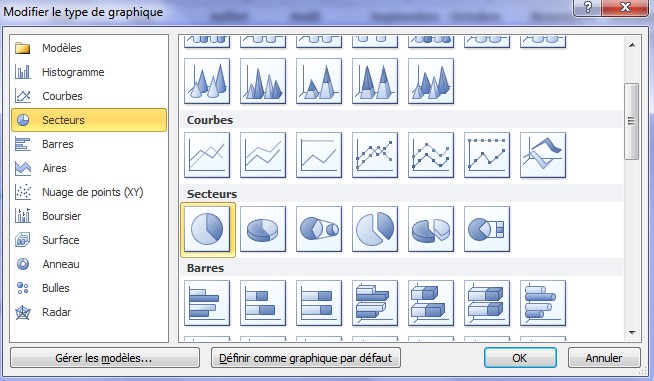 Modifier le type de graphique
Modèles
Histogramme
Courbes
Secteurs
Barres
Aires
Nuage de points (XY)
Boursier
Surface
Anneau
Bulles
Radar
Courbes
Secteurs
Barres
Gérer les modèles...
Définir comme graphique par défaut
OK
Annuler